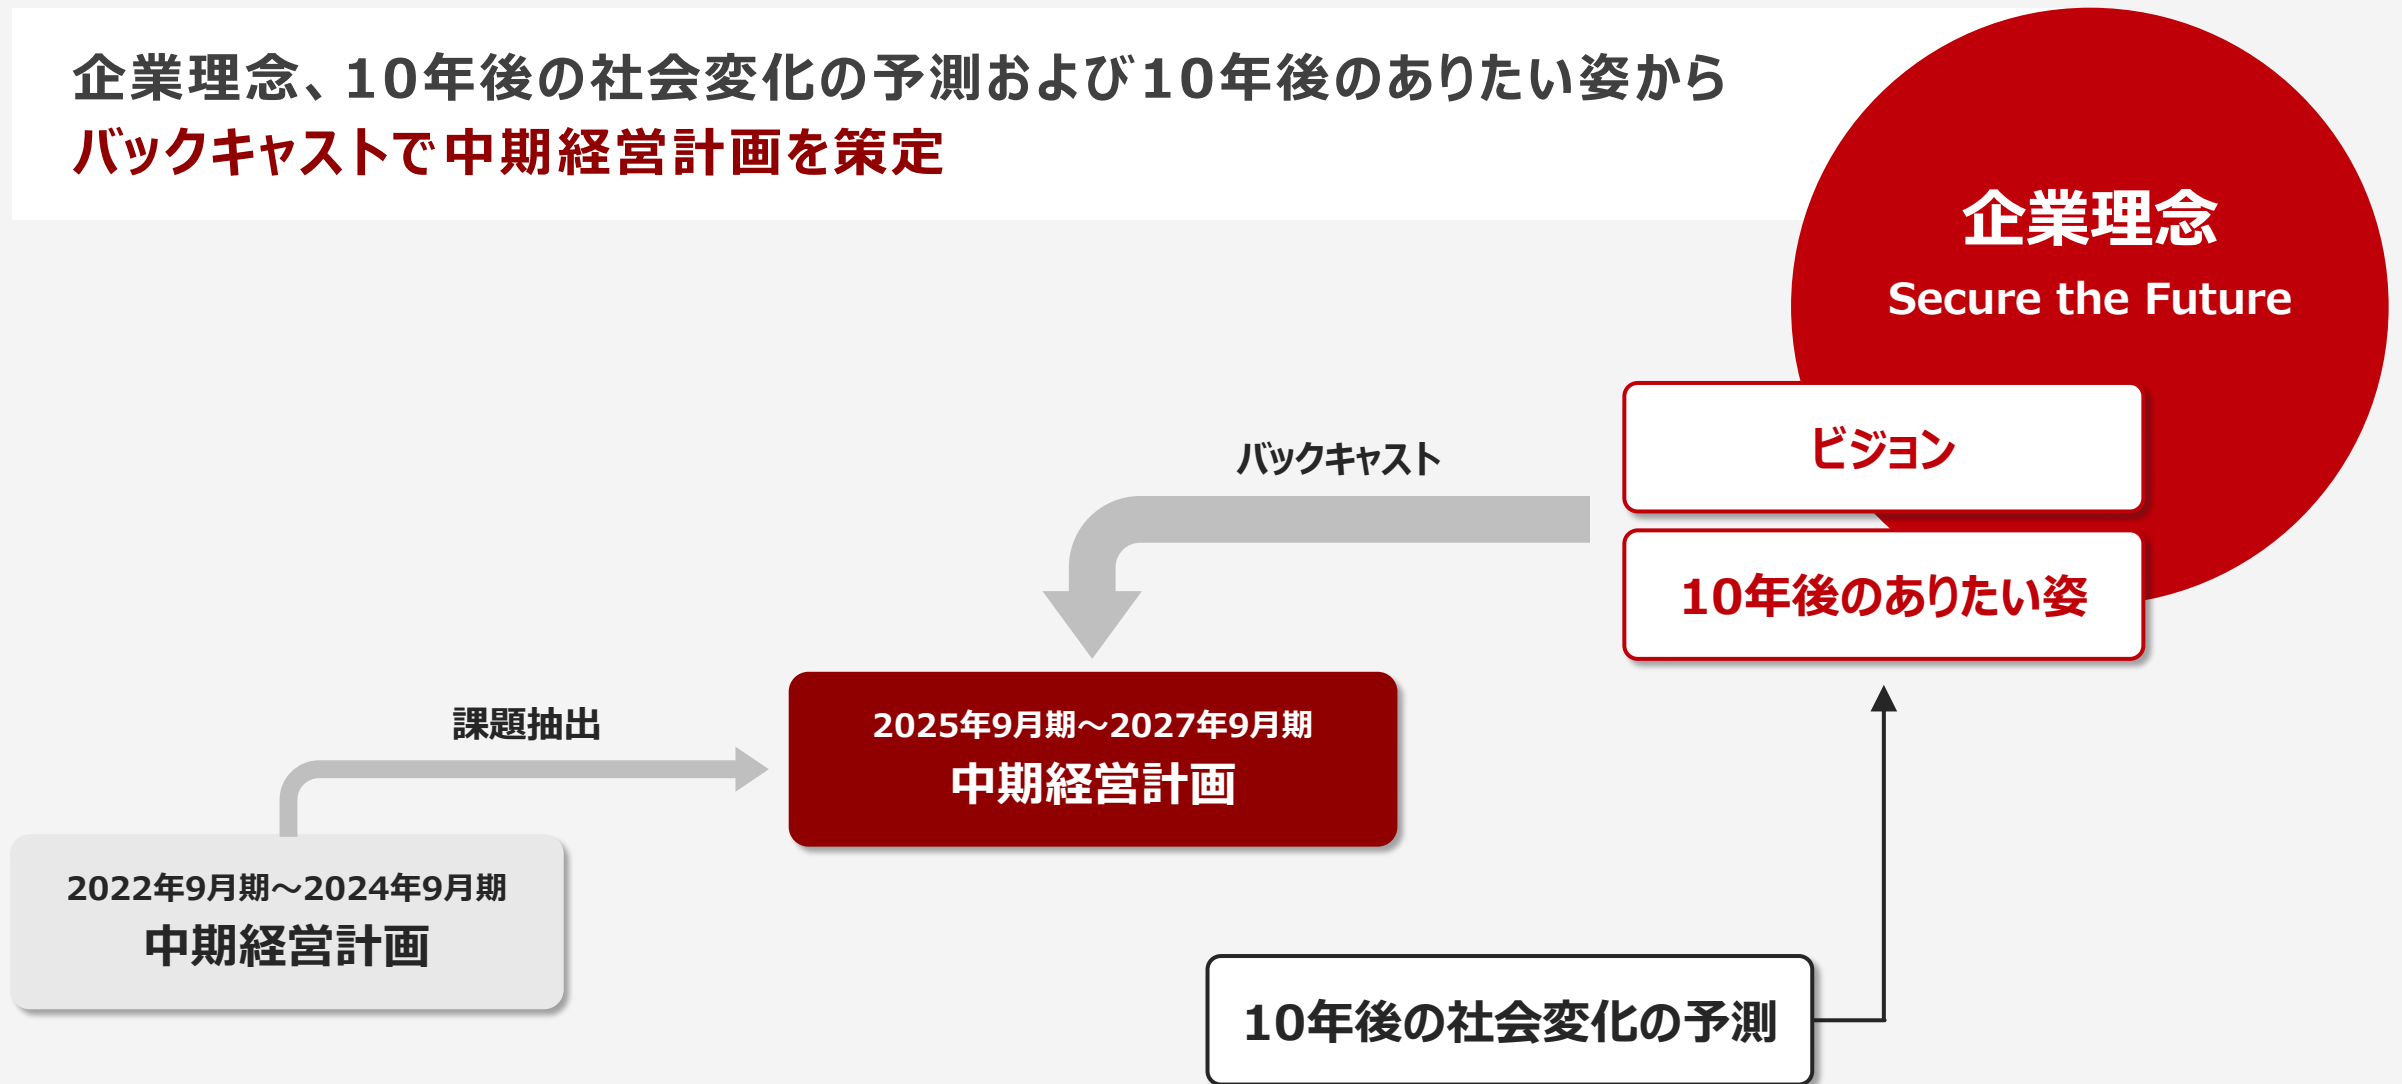 企業理念、10年後の社会変化の予測および10年後のありたい姿から
バックキャストで中期経営計画を策定
企業理念
Secure the Future
ビジョン
10年後のありたい姿
バックキャスト
課題抽出
2025年9月期～2027年9月期
中期経営計画
2022年9月期～2024年9月期
中期経営計画
10年後の社会変化の予測